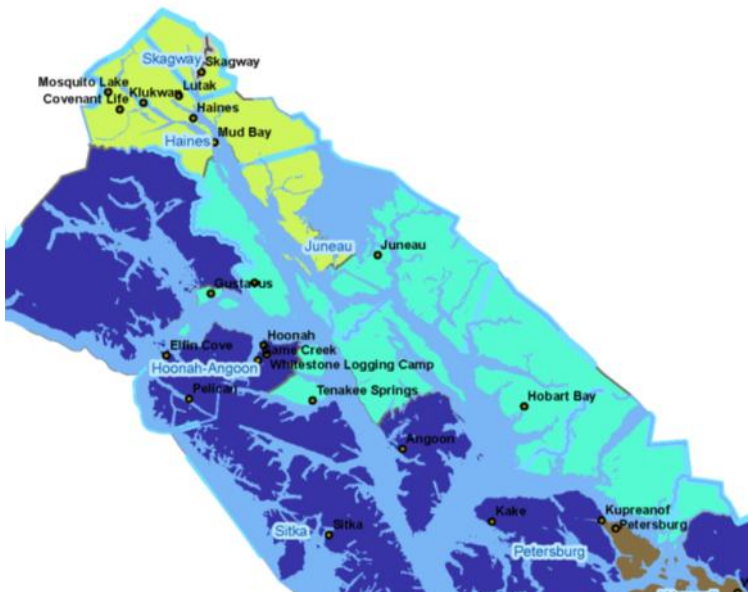 Skagway
Skagway
Mosquito Lake
Lutak
Klukwan
Covenant Life
Haines
Mud Bay
Haines
Juneau
Juneau
Gustavus
Hoonah
Elfin Cove
Game Creek
Hoonah-Angoon
Whitestone Logging Camp
Pelican
Tenakee Springs
Hobart Bay
Angoon
Kake
Kupreanof
Sitka
Sitka
Petersburg
Petersburg